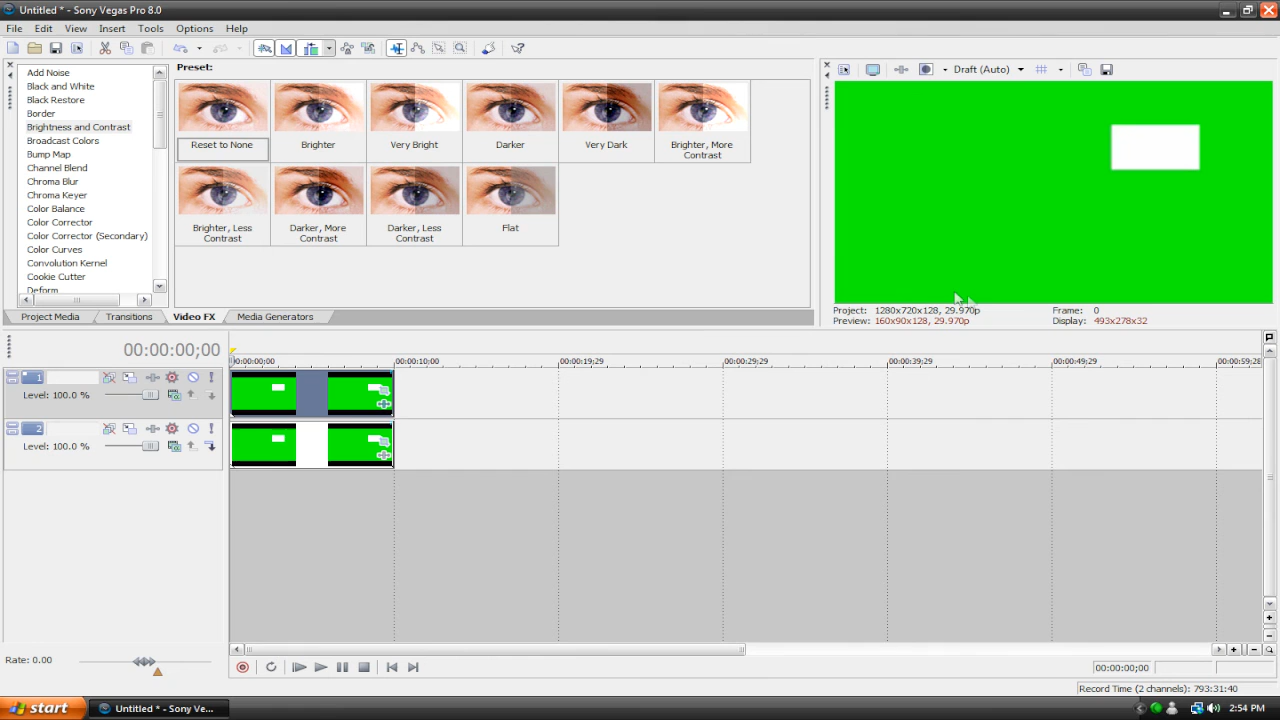 Untitled * - Sony Vegas Pro 8.0
File Edit View Insert Tools Options Help
Add Noise
Black and White
Black Restore
Border
Brightness and Contrast
Broadcast Colors
Bump Map
Channel Blend
Chroma Blur
Chroma Keyer
Color Balance
Color Corrector
Color Corrector (Secondary)
Color Curves
Convolution Kernel
Cookie Cutter
Deform
Preset:
Reset to None Brighter Very Bright Darker Very Dark Brighter, More
Contrast
Brighter, Less Darker, More Darker, Less Flat
Contrast Contrast Contrast
Draft (Auto)
Project: 1280x720x128, 29.970p Frame: 0
Preview: 160x90x128, 29.970p Display: 493x278x32
Project Media Transitions Video FX Media Generators
00:00:00;00
00:00:00;00 00:00:10;00 00:00:19;29 00:00:29;29 00:00:39;29 00:00:49;29 00:00:59;28
1
Level: 100.0 %
2
Level: 100.0 %
Rate: 0.00
00:00:00;00
Record Time (2 channels): 793:31:40
start Untitled * - Sony Ve... 2:54 PM